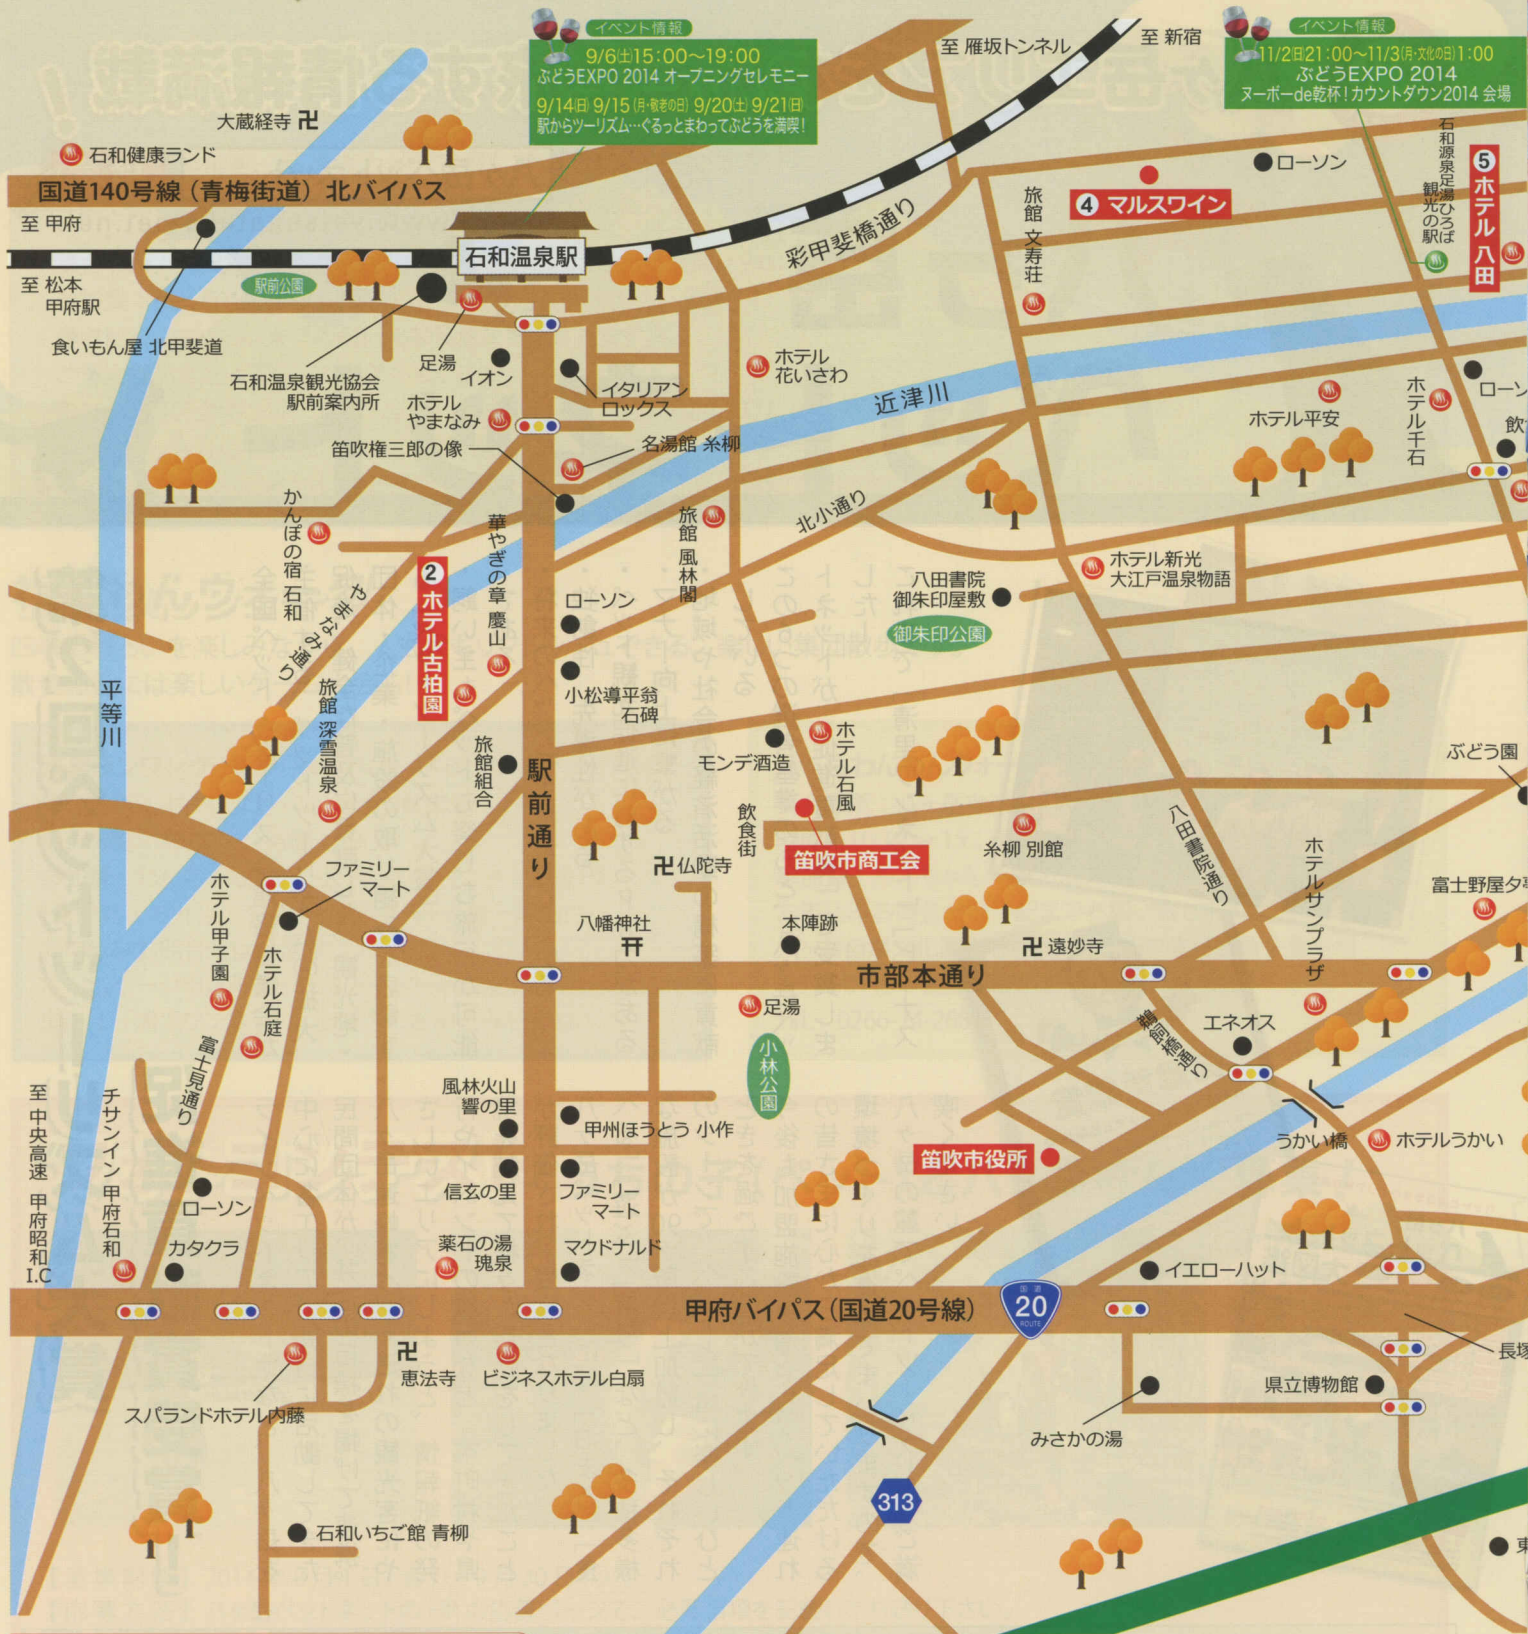 イベント情報
9/6(土)15:00〜19:00
ぶどうEXPO 2014 オープニングセレモニー
9/14(日) 9/15(月・敬老の日) 9/20(土) 9/21(日)
駅からツーリズム…ぐるっとまわってぶどうを満喫!
イベント情報
11/2(日)21:00〜11/3(月・文化の日)1:00
ぶどうEXPO 2014
ヌーボーde乾杯!カウントダウン2014 会場
至 雁坂トンネル
至 新宿
大蔵経寺
石和健康ランド
国道140号線(青梅街道) 北バイパス
至 甲府
至 松本
甲府駅
駅前公園
石和温泉駅
彩甲斐橋通り
旅館 文寿荘
④ マルスワイン
ローソン
石和源泉足湯ひろば
観光の駅
⑤ ホテル 八田
食いもん屋 北甲斐道
石和温泉観光協会
駅前案内所
足湯
イオン
イタリアン
ロックス
ホテル
花いさわ
近津川
ホテル
やまなみ
笛吹権三郎の像
名湯館 糸柳
ホテル平安
ホテル千石
かんぽの宿 石和
やまなみ通り
② ホテル古柏園
華やぎの章 慶山
旅館 風林閣
北小通り
ホテル新光
大江戸温泉物語
八田書院
御朱印屋敷
御朱印公園
ローソン
小松導平翁
石碑
平等川
旅館 深雪温泉
旅館組合
駅前通り
モンデ酒造
ホテル石風
飲食街
笛吹市商工会
糸柳 別館
八田書院通り
ぶどう園
ホテルサンプラザ
富士野屋夕亭
ファミリー
マート
仏陀寺
八幡神社
本陣跡
遠妙寺
市部本通り
ホテル甲子園
ホテル石庭
富士見通り
足湯
小林公園
鵜飼橋通り
エネオス
うかい橋
ホテルうかい
笛吹市役所
至 中央高速 甲府昭和I.C
チサンイン 甲府石和
風林火山
響の里
甲州ほうとう 小作
信玄の里
ファミリー
マート
ローソン
カタクラ
薬石の湯
瑰泉
マクドナルド
イエローハット
甲府バイパス(国道20号線)
国道
20
ROUTE
スパランドホテル内藤
恵法寺
ビジネスホテル白扇
みさかの湯
県立博物館
313
石和いちご館 青柳